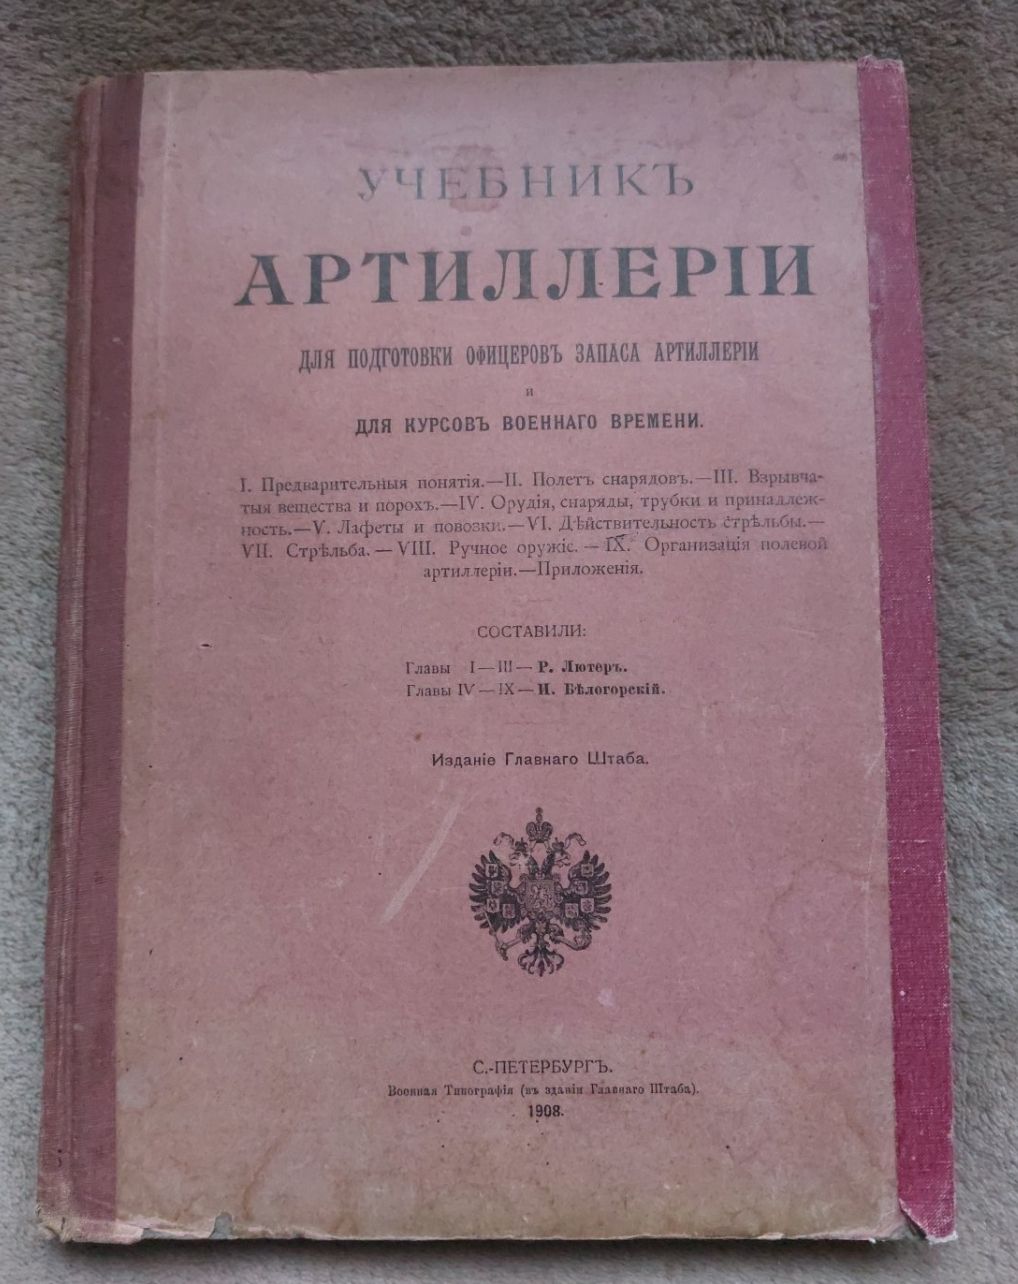 УЧЕБНИКЪ
АРТИЛЛЕРІИ
ДЛЯ ПОДГОТОВКИ ОФИЦЕРОВЪ ЗАПАСА АРТИЛЛЕРІИ
И
ДЛЯ КУРСОВЪ ВОЕННАГО ВРЕМЕНИ.
I. Предварительныя понятія.—II. Полетъ снарядовъ.—III. Взрывча-
тыя вещества и порохъ.—IV. Орудія, снаряды, трубки и принадлеж-
ность.—V. Лафеты и повозки.—VI. Дѣйствительность стрѣльбы.—
VII. Стрѣльба.—VIII. Ручное оружіе.—IX. Организація полевой
артиллеріи.—Приложенія.
СОСТАВИЛИ:
Главы I—III—Р. Лютеръ.
Главы IV—IX—И. Бѣлогорскій.
Изданіе Главнаго Штаба.
С.-ПЕТЕРБУРГЪ.
Военная Типографія (въ зданіи Главнаго Штаба).
1908.